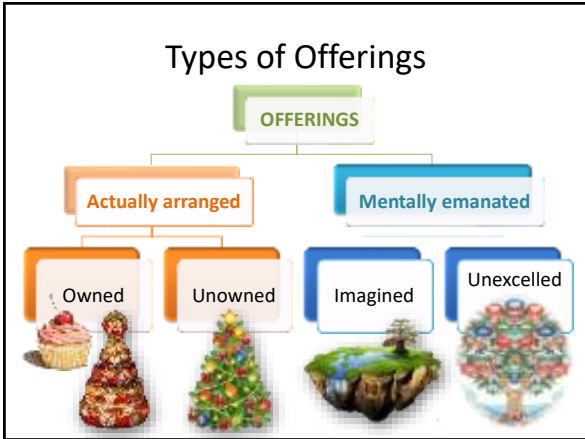 Types of Offerings
OFFERINGS
Actually arranged
Mentally emanated
Owned
Unowned
Imagined
Unexcelled